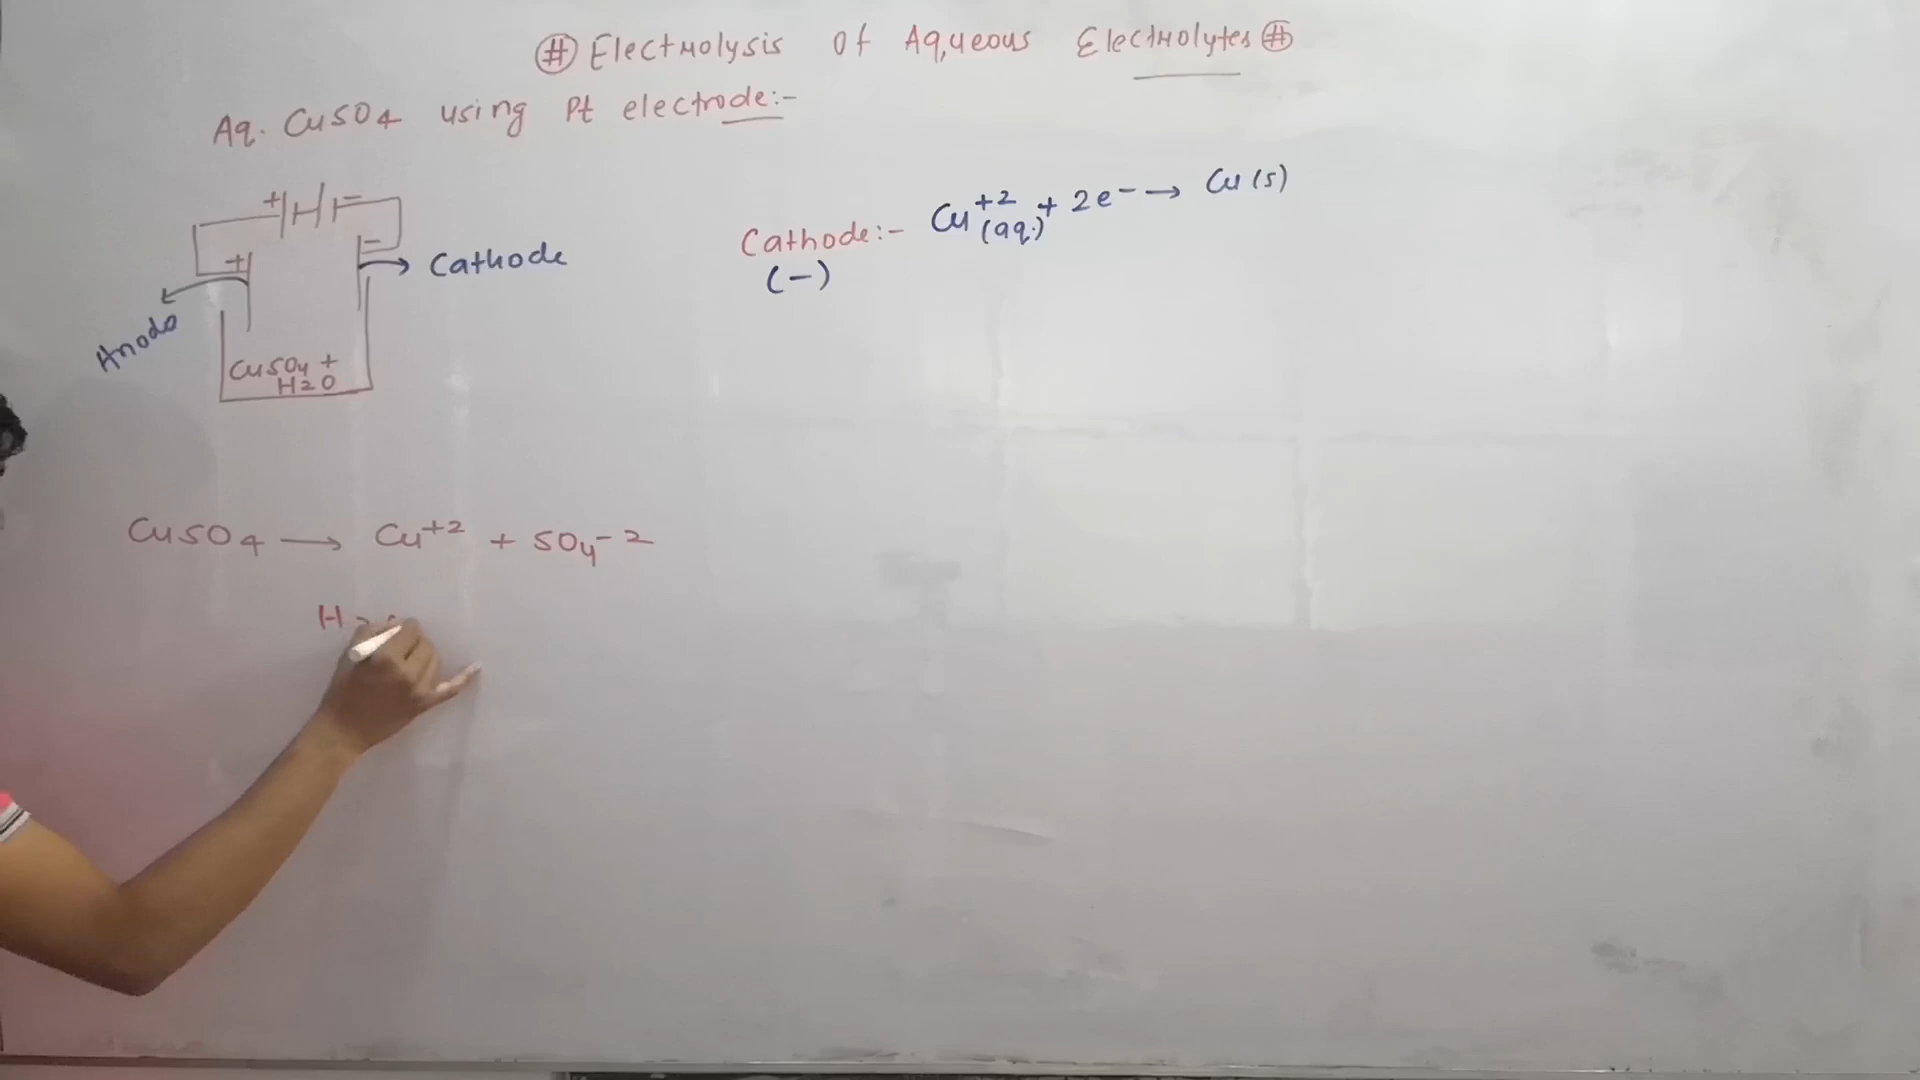 # Electrolysis of Aqueous Electrolytes #
Aq. CuSO4 using Pt electrode:-
+ -
+ -
Cathode
Anode
CuSO4 +
H2O
Cathode:- Cu+2(aq.) + 2e- → Cu(s)
(-)
CuSO4 → Cu+2 + SO4-2
H2